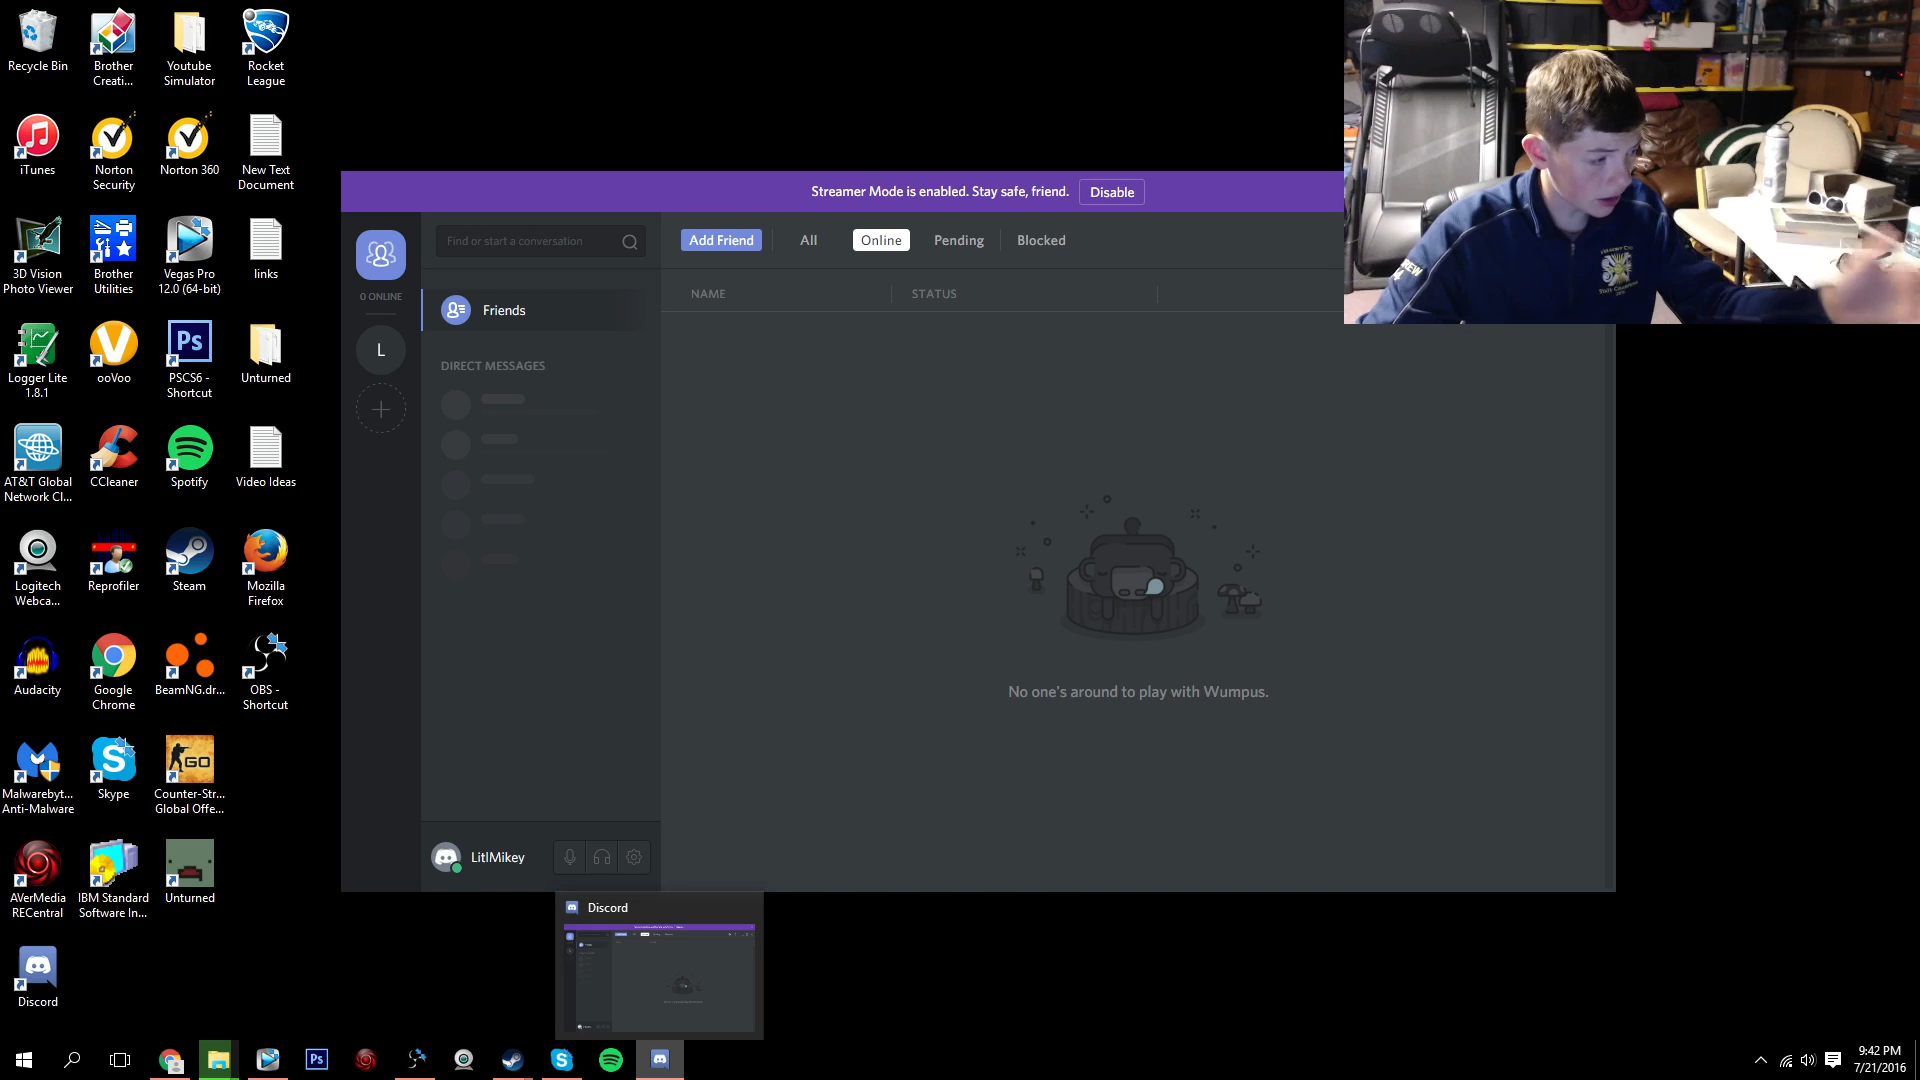 Recycle Bin
Brother
Creati...
Youtube
Simulator
Rocket
League
iTunes
Norton
Security
Norton 360
New Text
Document
3D Vision
Photo Viewer
Brother
Utilities
Vegas Pro
12.0 (64-bit)
links
Logger Lite
1.8.1
ooVoo
Ps
PSCS6 -
Shortcut
Unturned
AT&T Global
Network Cl...
CCleaner
Spotify
Video Ideas
Logitech
Webca...
Reprofiler
Steam
Mozilla
Firefox
Audacity
Google
Chrome
BeamNG.dr...
OBS -
Shortcut
Malwarebyt...
Anti-Malware
Skype
GO
Counter-Str...
Global Offe...
AVerMedia
RECentral
IBM Standard
Software In...
Unturned
Discord
Streamer Mode is enabled. Stay safe, friend.
Disable
Find or start a conversation
Add Friend
All
Online
Pending
Blocked
0 ONLINE
NAME
STATUS
Friends
L
DIRECT MESSAGES
No one's around to play with Wumpus.
LitlMikey
Discord
Ps
9:42 PM
7/21/2016